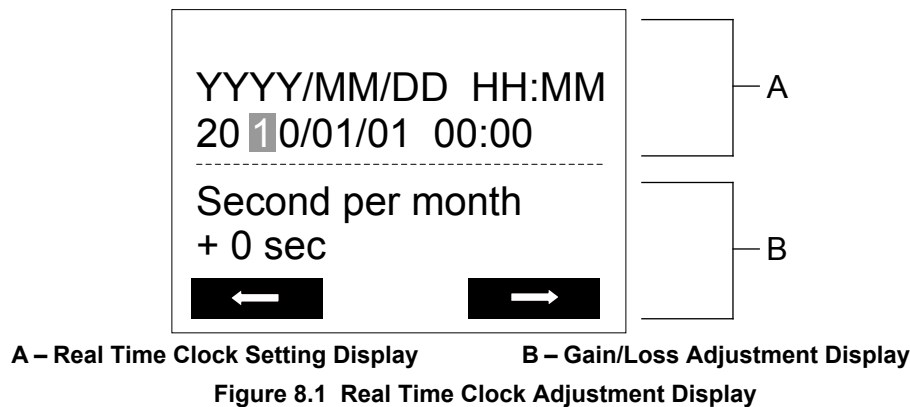 YYYY/MM/DD HH:MM
A
2010/01/01 00:00
Second per month
+ 0 sec
B
A – Real Time Clock Setting Display B – Gain/Loss Adjustment Display
Figure 8.1 Real Time Clock Adjustment Display